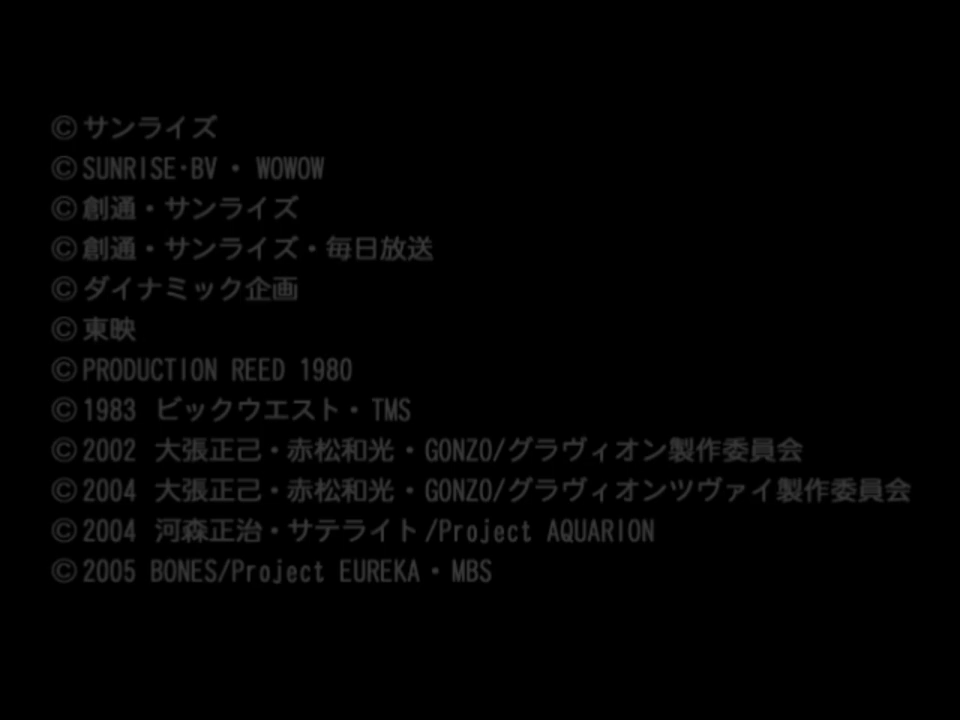 ©サンライズ
©SUNRISE・BV・WOWOW
©創通・サンライズ
©創通・サンライズ・毎日放送
©ダイナミック企画
©東映
©PRODUCTION REED 1980
©1983 ビックウエスト・TMS
©2002 大張正己・赤松和光・GONZO/グラヴィオン製作委員会
©2004 大張正己・赤松和光・GONZO/グラヴィオンツヴァイ製作委員会
©2004 河森正治・サテライト/Project AQUARION
©2005 BONES/Project EUREKA・MBS